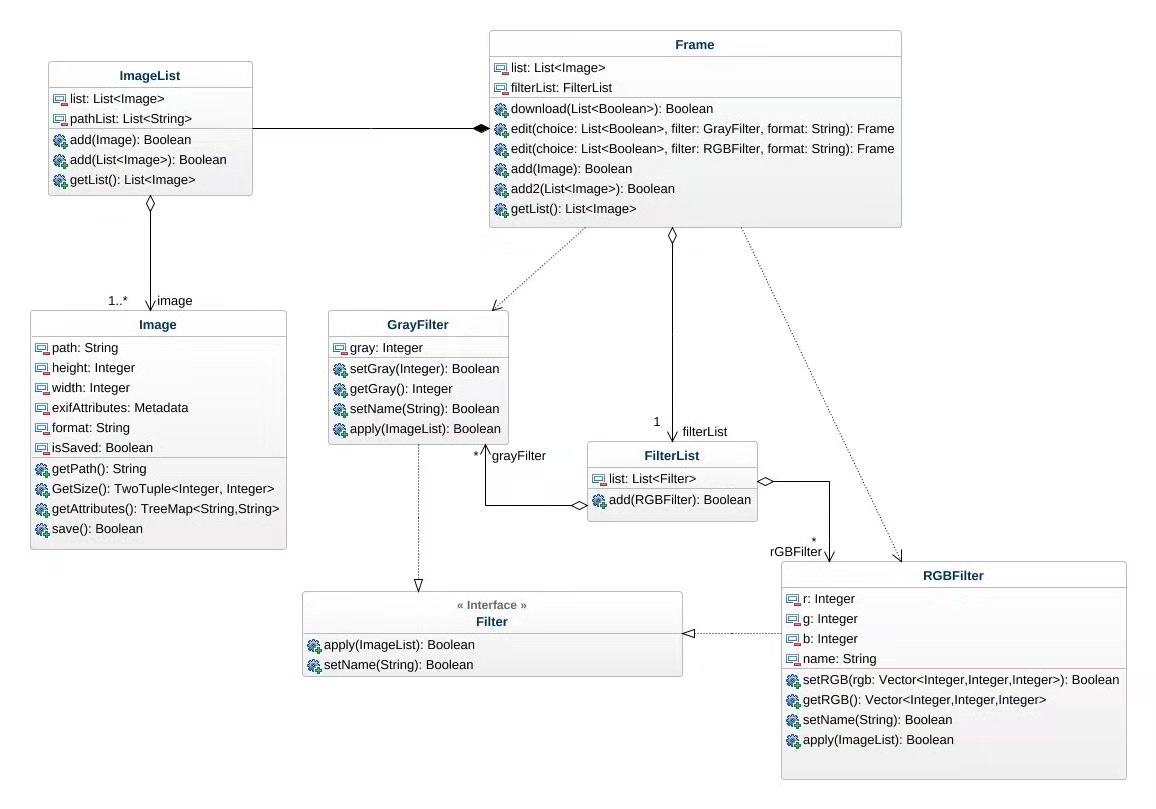 ImageList
list: List<Image>
pathList: List<String>
add(Image): Boolean
add(List<Image>): Boolean
getList(): List<Image>
Frame
list: List<Image>
filterList: FilterList
download(List<Boolean>): Boolean
edit(choice: List<Boolean>, filter: GrayFilter, format: String): Frame
edit(choice: List<Boolean>, filter: RGBFilter, format: String): Frame
add(Image): Boolean
add2(List<Image>): Boolean
getList(): List<Image>
1..*
image
Image
path: String
height: Integer
width: Integer
exifAttributes: Metadata
format: String
isSaved: Boolean
getPath(): String
GetSize(): TwoTuple<Integer, Integer>
getAttributes(): TreeMap<String,String>
save(): Boolean
GrayFilter
gray: Integer
setGray(Integer): Boolean
getGray(): Integer
setName(String): Boolean
apply(ImageList): Boolean
* grayFilter
1
filterList
FilterList
list: List<Filter>
add(RGBFilter): Boolean
*
rGBFilter
« Interface »
Filter
apply(ImageList): Boolean
setName(String): Boolean
RGBFilter
r: Integer
g: Integer
b: Integer
name: String
setRGB(rgb: Vector<Integer,Integer,Integer>): Boolean
getRGB(): Vector<Integer,Integer,Integer>
setName(String): Boolean
apply(ImageList): Boolean